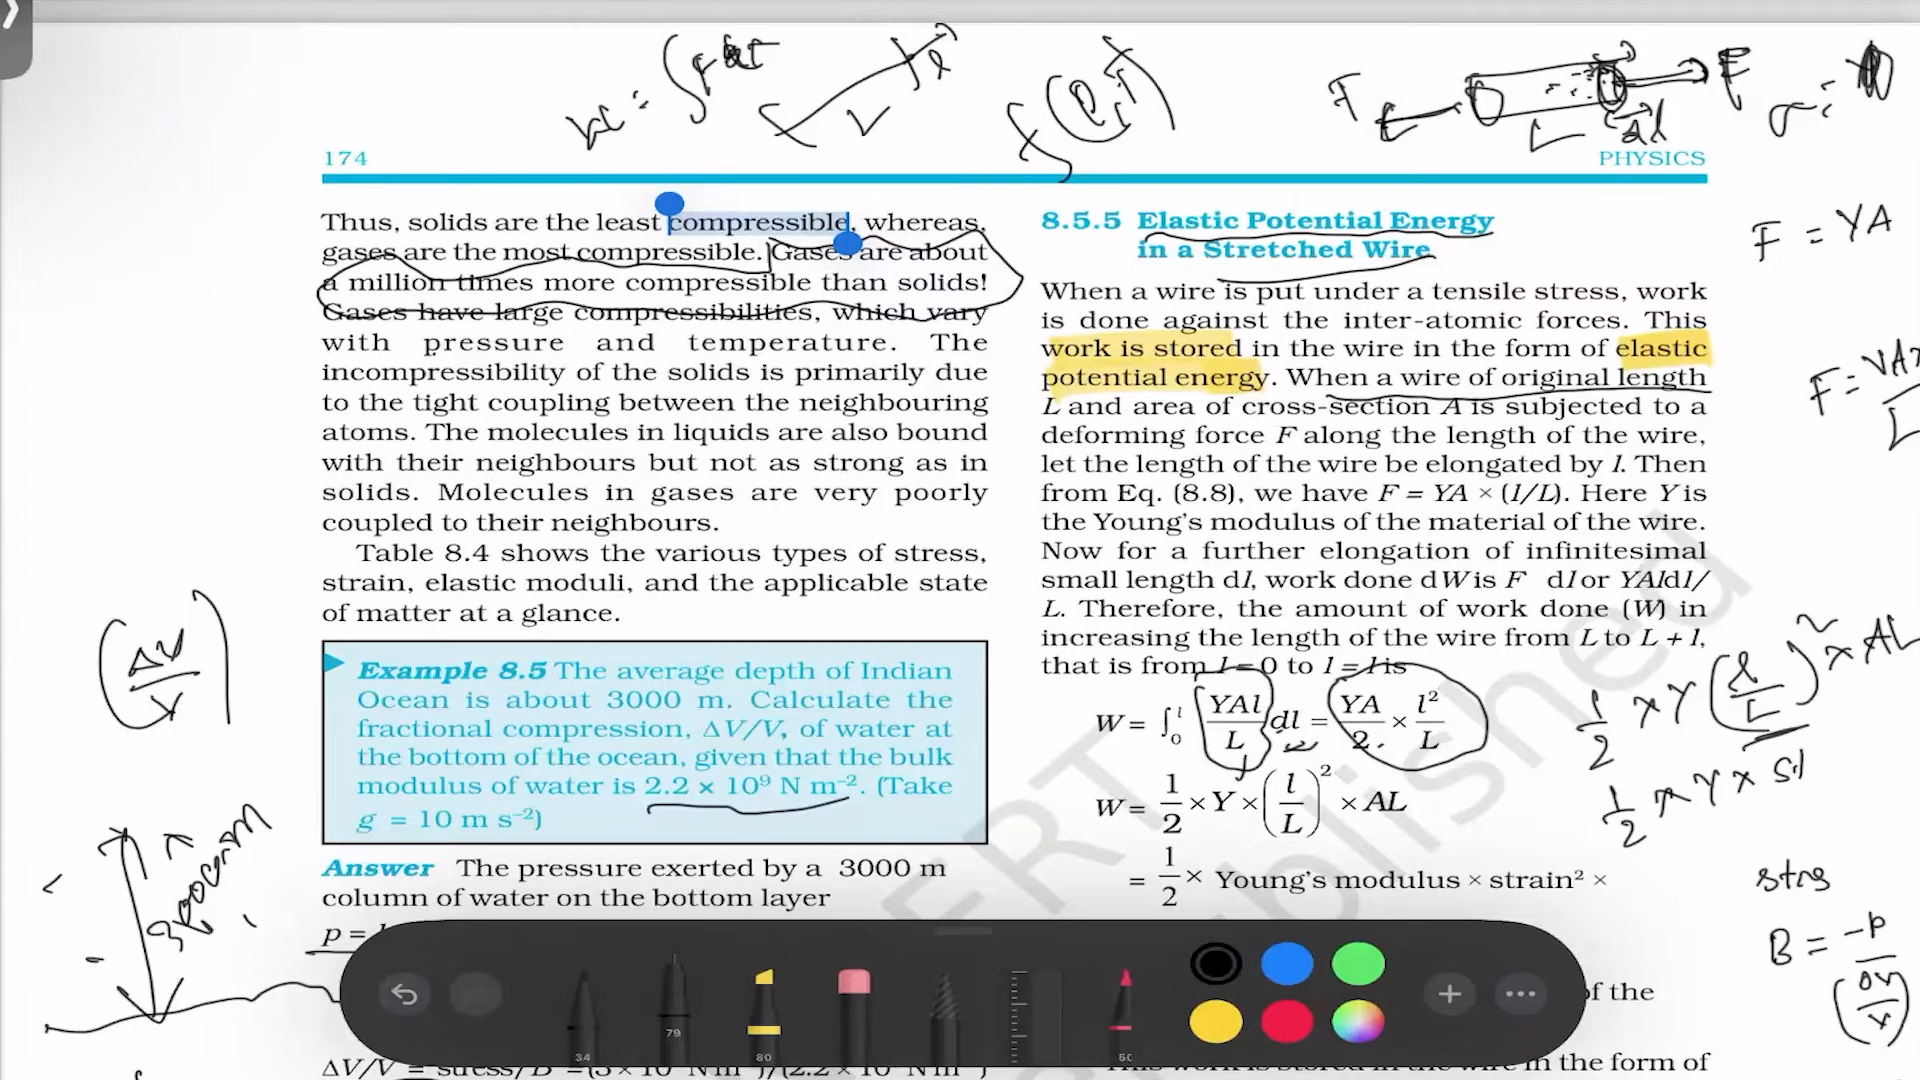 174
PHYSICS
Thus, solids are the least compressible, whereas,
gases are the most compressible. Gases are about
a million times more compressible than solids!
Gases have large compressibilities, which vary
with pressure and temperature. The
incompressibility of the solids is primarily due
to the tight coupling between the neighbouring
atoms. The molecules in liquids are also bound
with their neighbours but not as strong as in
solids. Molecules in gases are very poorly
coupled to their neighbours.
Table 8.4 shows the various types of stress,
strain, elastic moduli, and the applicable state
of matter at a glance.
Example 8.5 The average depth of Indian
Ocean is about 3000 m. Calculate the
fractional compression, ΔV/V, of water at
the bottom of the ocean, given that the bulk
modulus of water is 2.2 × 10⁹ N m⁻². (Take
g = 10 m s⁻²)
Answer The pressure exerted by a 3000 m
column of water on the bottom layer
p =
8.5.5 Elastic Potential Energy
in a Stretched Wire
When a wire is put under a tensile stress, work
is done against the inter-atomic forces. This
work is stored in the wire in the form of elastic
potential energy. When a wire of original length
L and area of cross-section A is subjected to a
deforming force F along the length of the wire,
let the length of the wire be elongated by l. Then
from Eq. (8.8), we have F = YA × (l/L). Here Y is
the Young's modulus of the material of the wire.
Now for a further elongation of infinitesimal
small length dl, work done dW is F dl or YAldl/
L. Therefore, the amount of work done (W) in
increasing the length of the wire from L to L + l,
that is from l = 0 to l = l is
W = ∫₀ˡ YAl/L dl = YA/2 × l²/L
W = 1/2 × Y × (l/L)² × AL
= 1/2 × Young's modulus × strain² ×
of the
in the form of
F
L
Δl
F = YA
1/2 × Y (l/L)² × AL
B = -P
(ΔV/V)
34
79
80
50